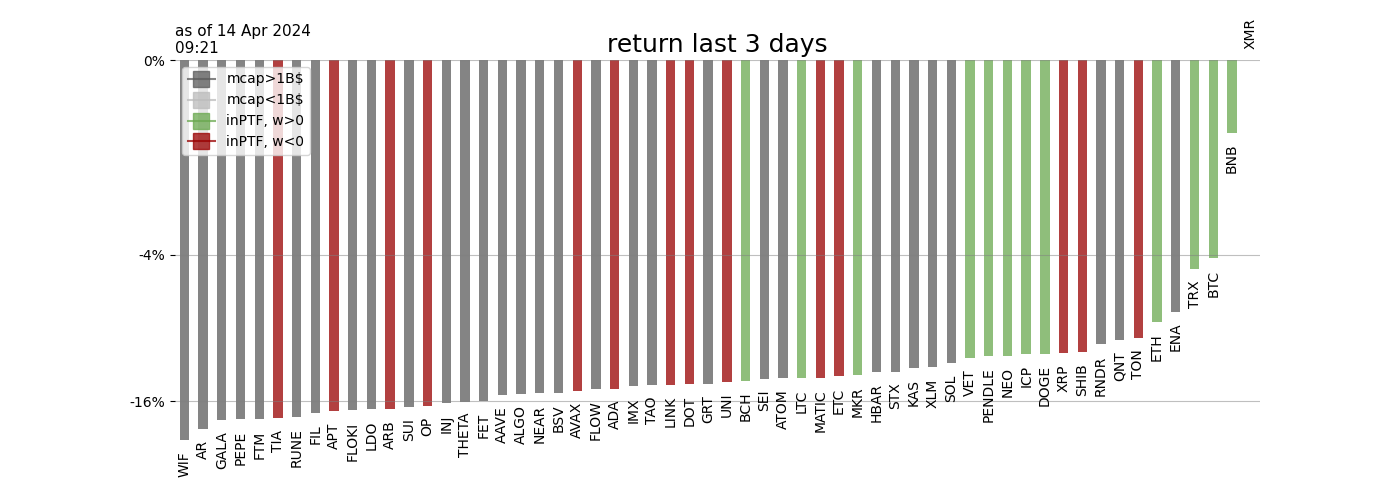 as of 14 Apr 2024
09:21
return last 3 days
XMR
0%
mcap>1B$
mcap<1B$
inPTF, w>0
inPTF, w<0
-4%
-16%
WIF
AR
GALA
PEPE
FTM
TIA
RUNE
FIL
APT
FLOKI
LDO
ARB
SUI
OP
INJ
THETA
FET
AAVE
ALGO
NEAR
BSV
AVAX
FLOW
ADA
IMX
TAO
LINK
DOT
GRT
UNI
BCH
SEI
ATOM
LTC
MATIC
ETC
MKR
HBAR
STX
KAS
XLM
SOL
VET
PENDLE
NEO
ICP
DOGE
XRP
SHIB
RNDR
QNT
TON
ETH
ENA
TRX
BTC
BNB